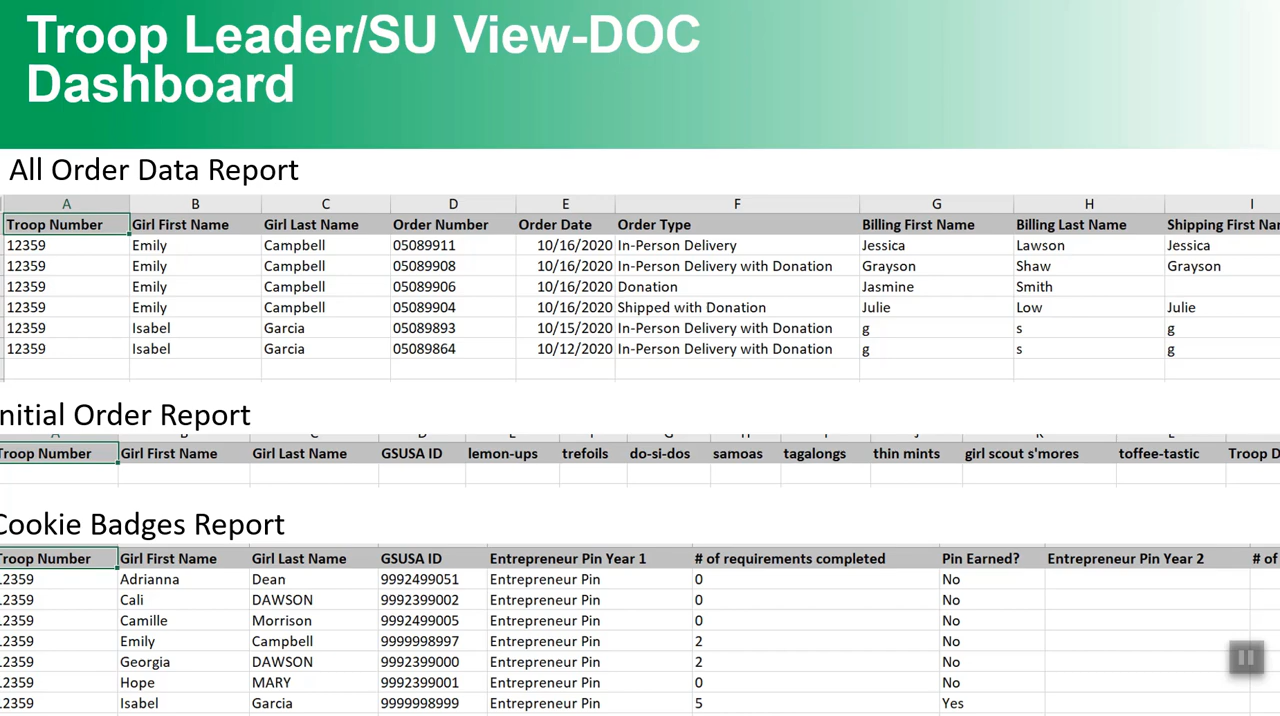 Troop Leader/SU View-DOC
Dashboard
All Order Data Report
A B C D E F G H I
Troop Number Girl First Name Girl Last Name Order Number Order Date Order Type Billing First Name Billing Last Name Shipping First Nar
12359 Emily Campbell 05089911 10/16/2020 In-Person Delivery Jessica Lawson Jessica
12359 Emily Campbell 05089908 10/16/2020 In-Person Delivery with Donation Grayson Shaw Grayson
12359 Emily Campbell 05089906 10/16/2020 Donation Jasmine Smith
12359 Emily Campbell 05089904 10/16/2020 Shipped with Donation Julie Low Julie
12359 Isabel Garcia 05089893 10/15/2020 In-Person Delivery with Donation g s g
12359 Isabel Garcia 05089864 10/12/2020 In-Person Delivery with Donation g s g
nitial Order Report
Troop Number Girl First Name Girl Last Name GSUSA ID lemon-ups trefoils do-si-dos samoas tagalongs thin mints girl scout s'mores toffee-tastic Troop D
Cookie Badges Report
Troop Number Girl First Name Girl Last Name GSUSA ID Entrepreneur Pin Year 1 # of requirements completed Pin Earned? Entrepreneur Pin Year 2 # of
12359 Adrianna Dean 9992499051 Entrepreneur Pin 0 No
12359 Cali DAWSON 9992399002 Entrepreneur Pin 0 No
12359 Camille Morrison 9992499005 Entrepreneur Pin 0 No
12359 Emily Campbell 9999998997 Entrepreneur Pin 2 No
12359 Georgia DAWSON 9992399000 Entrepreneur Pin 2 No
12359 Hope MARY 9992399001 Entrepreneur Pin 0 No
12359 Isabel Garcia 9999998999 Entrepreneur Pin 5 Yes